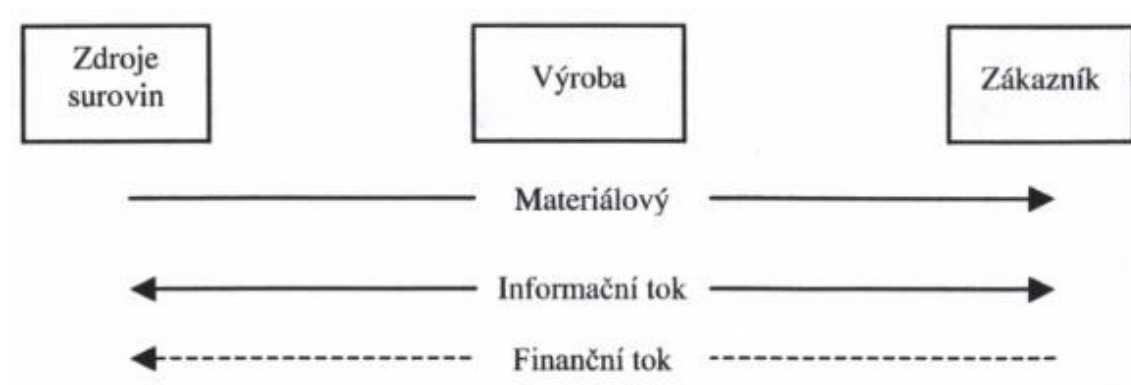 Zdroje
surovin
Výroba
Zákazník
Materiálový
Informační tok
Finanční tok